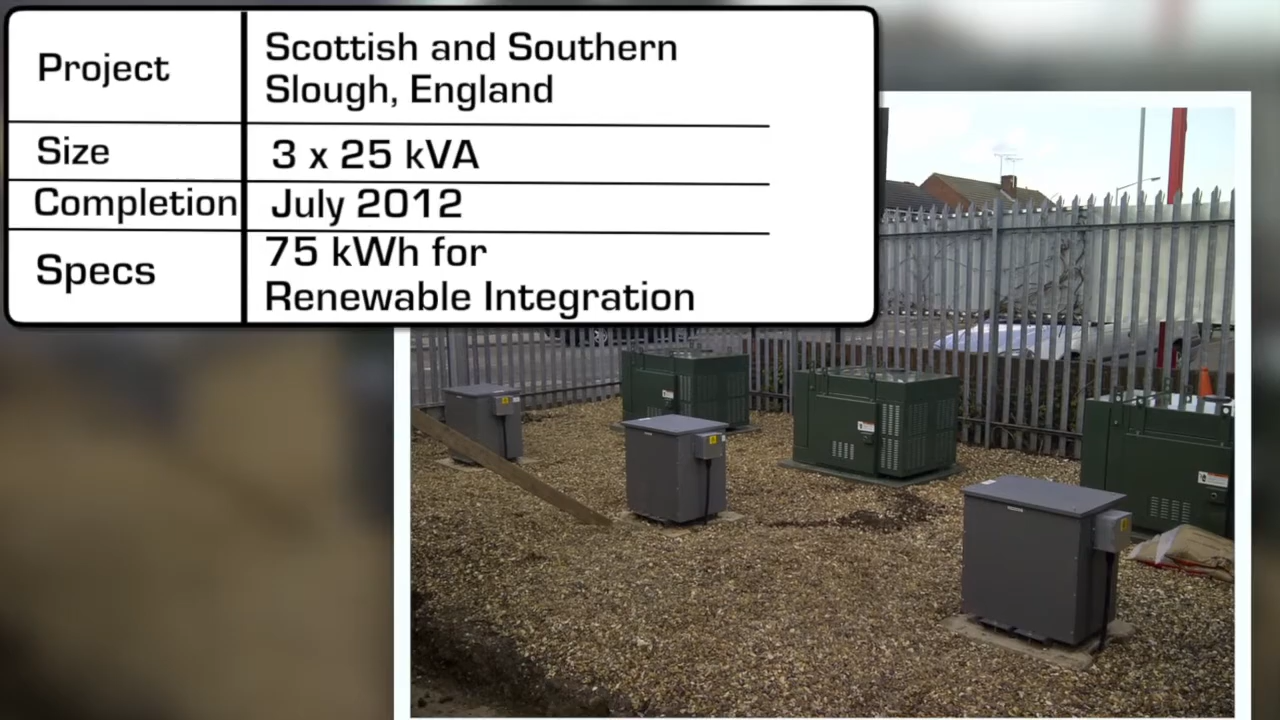 Project
Scottish and Southern
Slough, England
Size
3 x 25 kVA
Completion
July 2012
Specs
75 kWh for
Renewable Integration